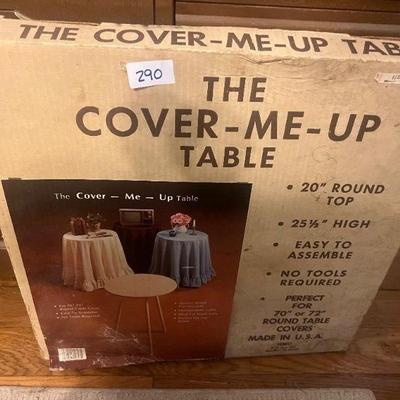 THE COVER-ME-UP TAB
290
THE
COVER-ME-UP
TABLE
• 20" ROUND
TOP
• 25½" HIGH
• EASY TO
ASSEMBLE
• NO TOOLS
REQUIRED
• PERFECT
FOR
70" or 72"
ROUND TABLE
COVERS
MADE IN U.S.A.
The Cover — Me — Up Table